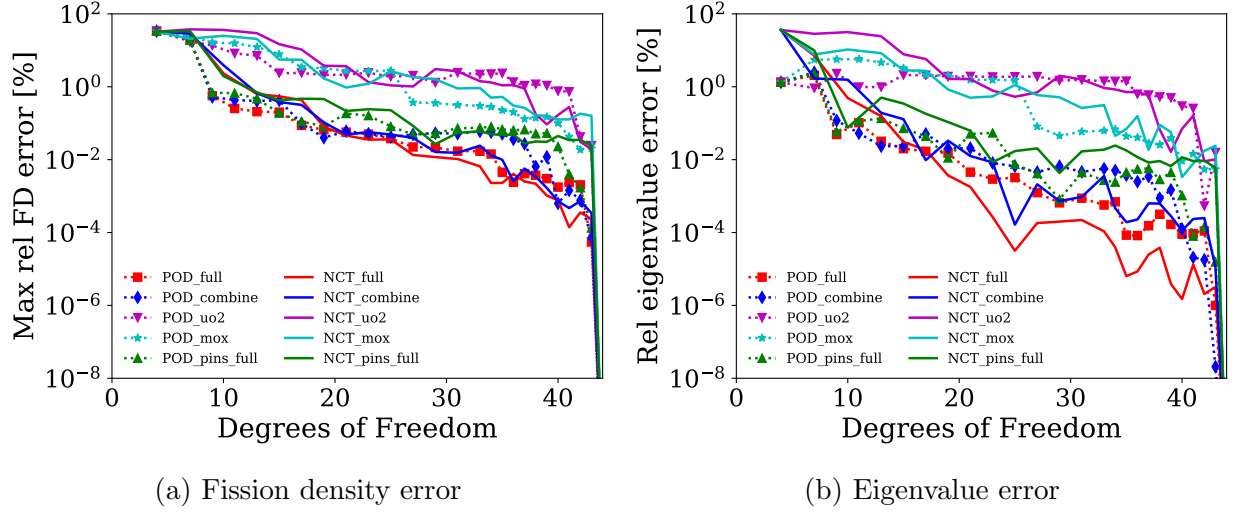 Max rel FD error [%]
10^2
10^0
10^-2
10^-4
10^-6
10^-8
POD_full
POD_combine
POD_uo2
POD_mox
POD_pins_full
NCT_full
NCT_combine
NCT_uo2
NCT_mox
NCT_pins_full
0 10 20 30 40
Degrees of Freedom
(a) Fission density error
Rel eigenvalue error [%]
10^2
10^0
10^-2
10^-4
10^-6
10^-8
POD_full
POD_combine
POD_uo2
POD_mox
POD_pins_full
NCT_full
NCT_combine
NCT_uo2
NCT_mox
NCT_pins_full
0 10 20 30 40
Degrees of Freedom
(b) Eigenvalue error